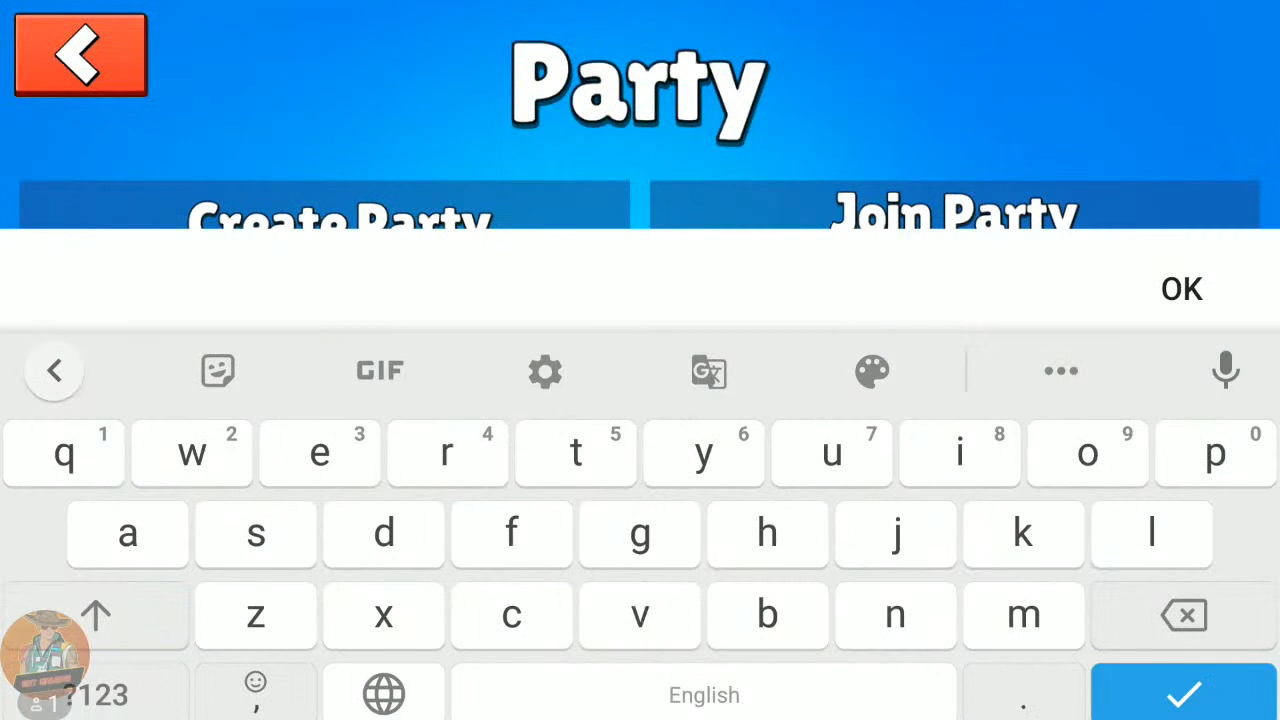 Party
Create Party
Join Party
OK
GIF
G
q 1 w 2 e 3 r 4 t 5 y 6 u 7 i 8 o 9 p 0
a s d f g h j k l
z x c v b n m
1 ?123 , English .